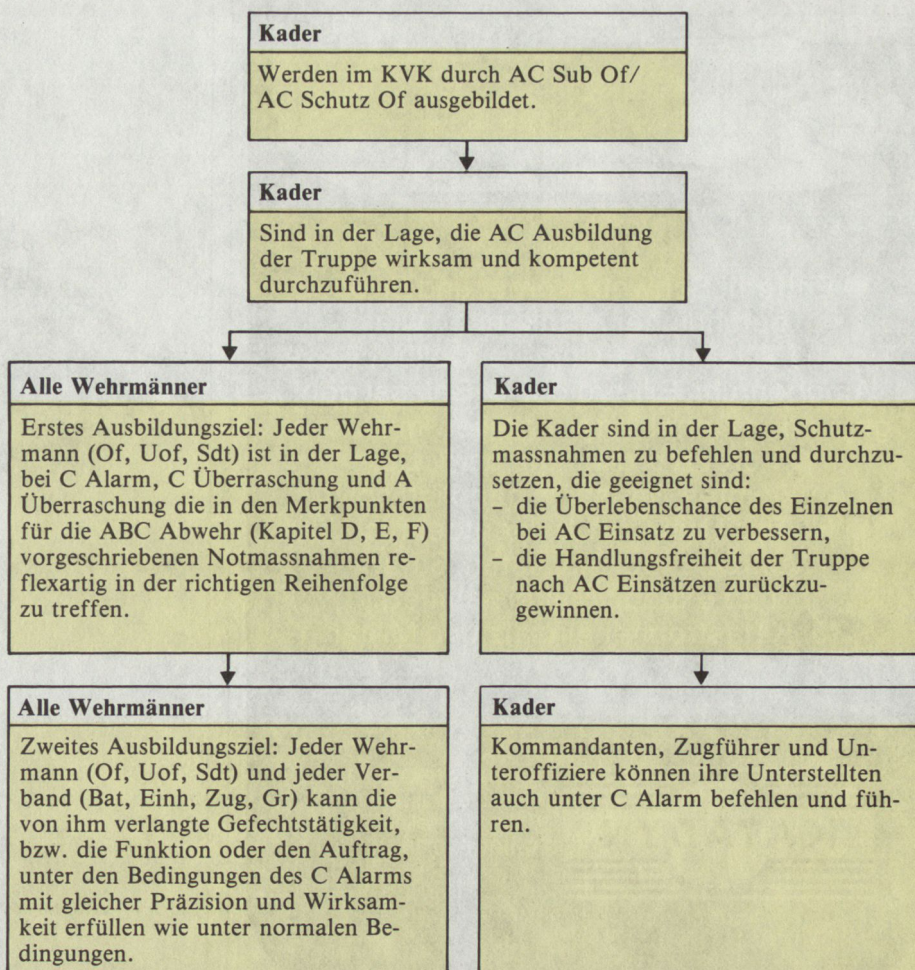 Kader
Werden im KVK durch AC Sub Of/
AC Schutz Of ausgebildet.
Kader
Sind in der Lage, die AC Ausbildung
der Truppe wirksam und kompetent
durchzuführen.
Alle Wehrmänner
Erstes Ausbildungsziel: Jeder Wehr-
mann (Of, Uof, Sdt) ist in der Lage,
bei C Alarm, C Überraschung und A
Überraschung die in den Merkpunkten
für die ABC Abwehr (Kapitel D, E, F)
vorgeschriebenen Notmassnahmen re-
flexartig in der richtigen Reihenfolge
zu treffen.
Kader
Die Kader sind in der Lage, Schutz-
massnahmen zu befehlen und durchzu-
setzen, die geeignet sind:
- die Überlebenschance des Einzelnen
bei AC Einsatz zu verbessern,
- die Handlungsfreiheit der Truppe
nach AC Einsätzen zurückzu-
gewinnen.
Alle Wehrmänner
Zweites Ausbildungsziel: Jeder Wehr-
mann (Of, Uof, Sdt) und jeder Ver-
band (Bat, Einh, Zug, Gr) kann die
von ihm verlangte Gefechtstätigkeit,
bzw. die Funktion oder den Auftrag,
unter den Bedingungen des C Alarms
mit gleicher Präzision und Wirksam-
keit erfüllen wie unter normalen Be-
dingungen.
Kader
Kommandanten, Zugführer und Un-
teroffiziere können ihre Unterstellten
auch unter C Alarm befehlen und füh-
ren.